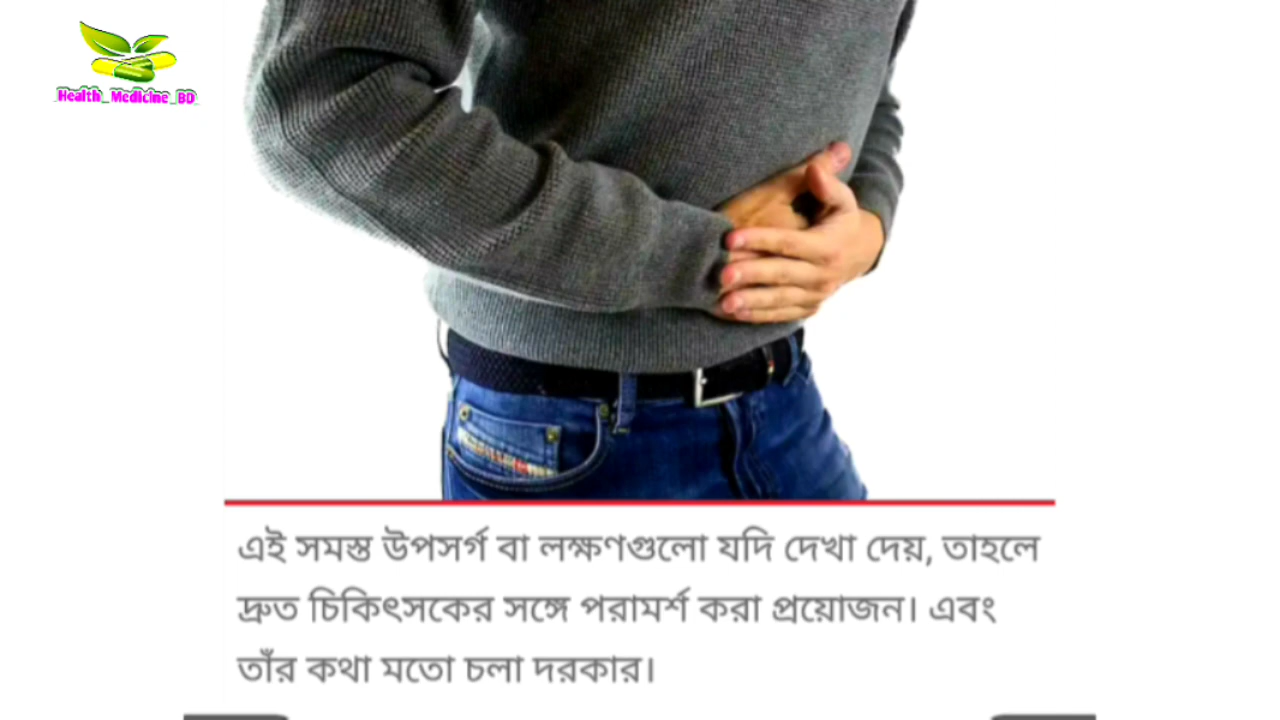 Health_Medicine_BD
এই সমস্ত উপসর্গ বা লক্ষণগুলো যদি দেখা দেয়, তাহলে
দ্রুত চিকিৎসকের সঙ্গে পরামর্শ করা প্রয়োজন। এবং
তাঁর কথা মতো চলা দরকার।